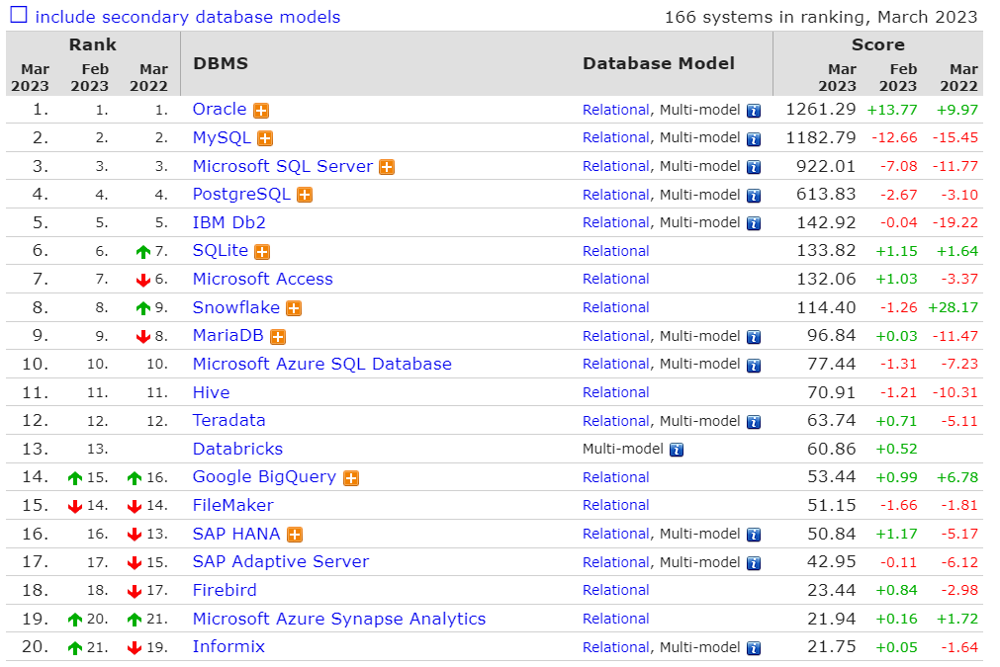 include secondary database models 166 systems in ranking, March 2023
Rank DBMS Database Model Score
Mar 2023 Feb 2023 Mar 2022 Mar 2023 Feb 2023 Mar 2022
1. 1. 1. Oracle Relational, Multi-model 1261.29 +13.77 +9.97
2. 2. 2. MySQL Relational, Multi-model 1182.79 -12.66 -15.45
3. 3. 3. Microsoft SQL Server Relational, Multi-model 922.01 -7.08 -11.77
4. 4. 4. PostgreSQL Relational, Multi-model 613.83 -2.67 -3.10
5. 5. 5. IBM Db2 Relational, Multi-model 142.92 -0.04 -19.22
6. 6. 7. SQLite Relational 133.82 +1.15 +1.64
7. 7. 6. Microsoft Access Relational 132.06 +1.03 -3.37
8. 8. 9. Snowflake Relational 114.40 -1.26 +28.17
9. 9. 8. MariaDB Relational, Multi-model 96.84 +0.03 -11.47
10. 10. 10. Microsoft Azure SQL Database Relational, Multi-model 77.44 -1.31 -7.23
11. 11. 11. Hive Relational 70.91 -1.21 -10.31
12. 12. 12. Teradata Relational, Multi-model 63.74 +0.71 -5.11
13. 13. Databricks Multi-model 60.86 +0.52
14. 15. 16. Google BigQuery Relational 53.44 +0.99 +6.78
15. 14. 14. FileMaker Relational 51.15 -1.66 -1.81
16. 16. 13. SAP HANA Relational, Multi-model 50.84 +1.17 -5.17
17. 17. 15. SAP Adaptive Server Relational, Multi-model 42.95 -0.11 -6.12
18. 18. 17. Firebird Relational 23.44 +0.84 -2.98
19. 20. 21. Microsoft Azure Synapse Analytics Relational 21.94 +0.16 +1.72
20. 21. 19. Informix Relational, Multi-model 21.75 +0.05 -1.64